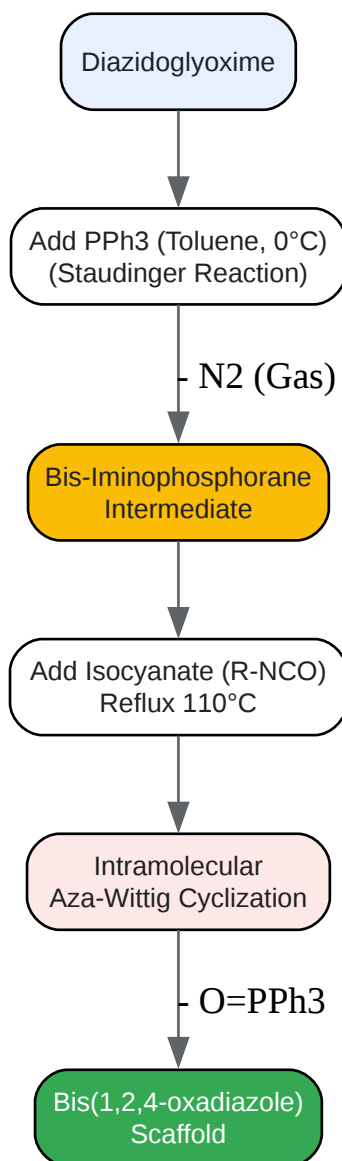 Diazidoglyoxime
Add PPh3 (Toluene, 0°C)
(Staudinger Reaction)
- N2 (Gas)
Bis-Iminophosphorane
Intermediate
Add Isocyanate (R-NCO)
Reflux 110°C
Intramolecular
Aza-Wittig Cyclization
- O=PPh3
Bis(1,2,4-oxadiazole)
Scaffold